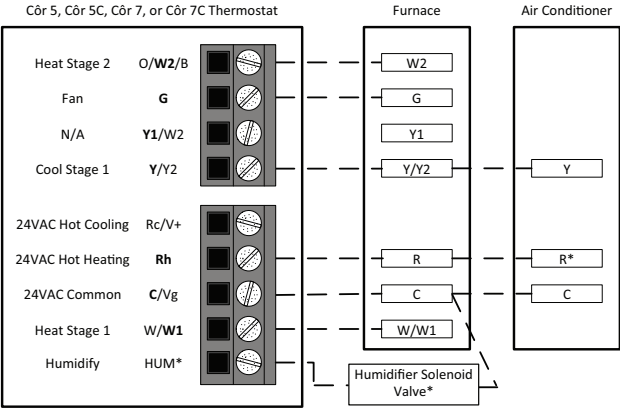 Côr 5, Côr 5C, Côr 7, or Côr 7C Thermostat Furnace Air Conditioner
Heat Stage 2 O/W2/B W2
Fan G G
N/A Y1/W2 Y1
Cool Stage 1 Y/Y2 Y/Y2 Y
24VAC Hot Cooling Rc/V+
24VAC Hot Heating Rh R R*
24VAC Common C/Vg C C
Heat Stage 1 W/W1 W/W1
Humidify HUM*
Humidifier Solenoid
Valve*